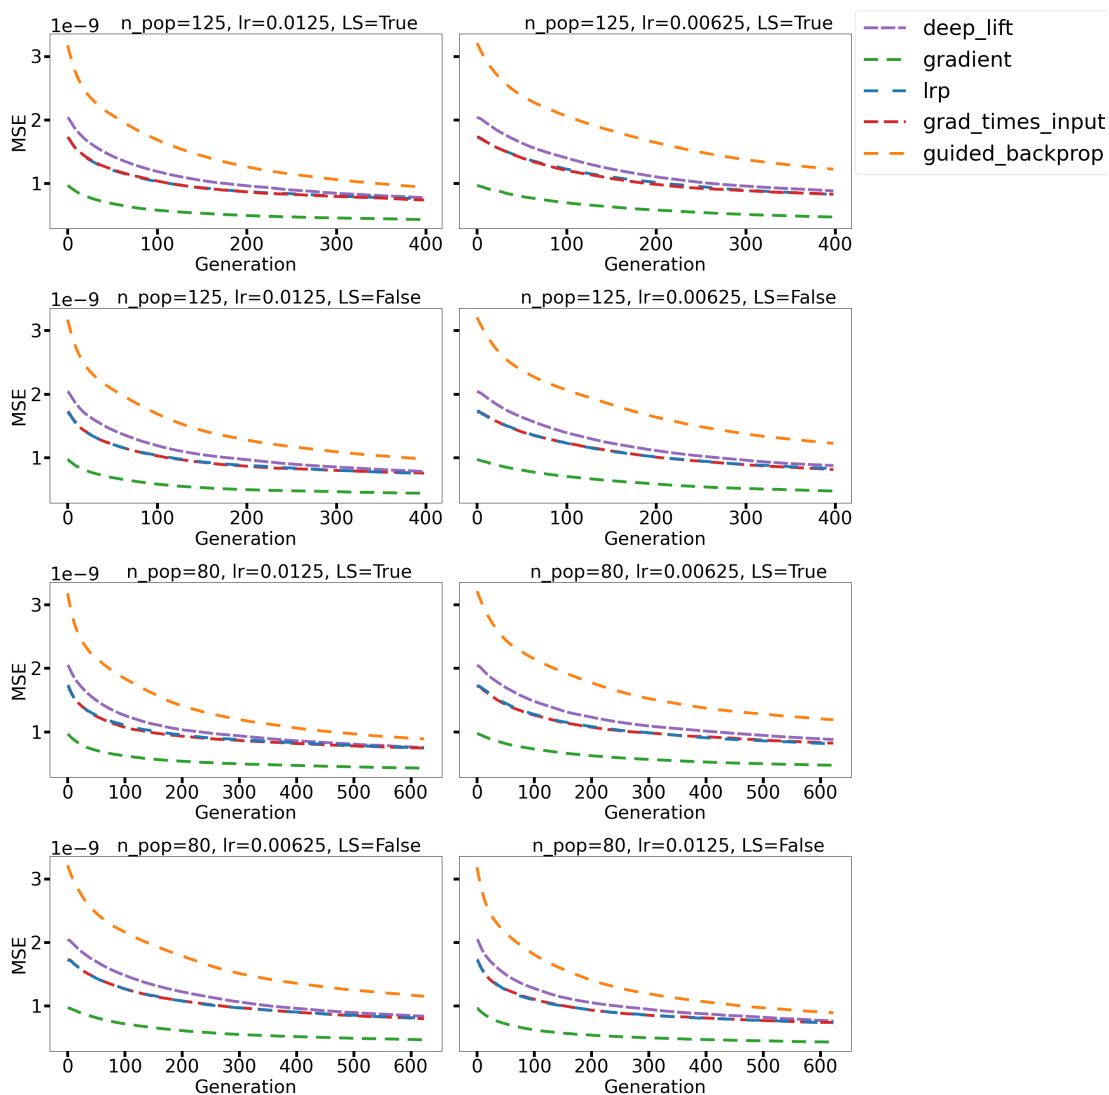 1e−9
n_pop=125, lr=0.0125, LS=True
n_pop=125, lr=0.00625, LS=True
deep_lift
gradient
lrp
grad_times_input
guided_backprop
3
2
1
MSE
0 100 200 300 400
0 100 200 300 400
Generation
Generation
1e−9
n_pop=125, lr=0.0125, LS=False
n_pop=125, lr=0.00625, LS=False
3
2
1
MSE
0 100 200 300 400
0 100 200 300 400
Generation
Generation
1e−9
n_pop=80, lr=0.0125, LS=True
n_pop=80, lr=0.00625, LS=True
3
2
1
MSE
0 100 200 300 400 500 600
0 100 200 300 400 500 600
Generation
Generation
1e−9
n_pop=80, lr=0.00625, LS=False
n_pop=80, lr=0.0125, LS=False
3
2
1
MSE
0 100 200 300 400 500 600
0 100 200 300 400 500 600
Generation
Generation